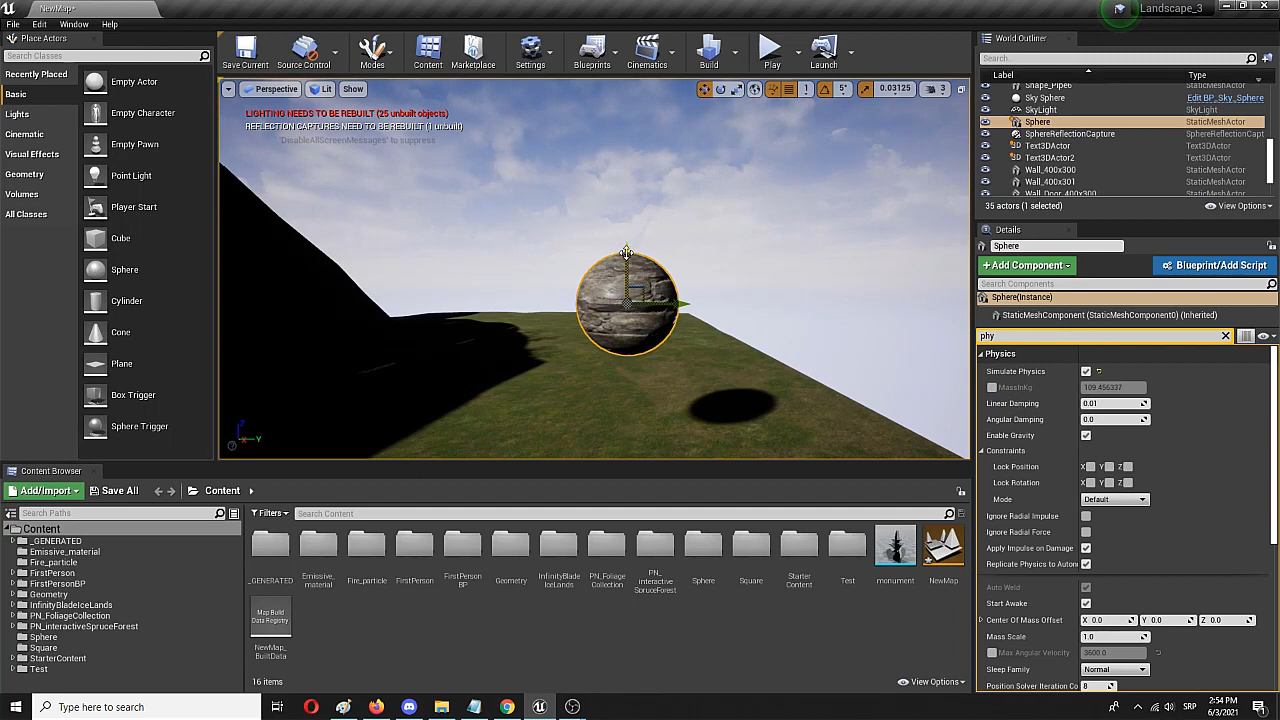 NewMap*
Landscape_3
File Edit Window Help
Place Actors
Search Classes
Recently Placed
Basic
Lights
Cinematic
Visual Effects
Geometry
Volumes
All Classes
Empty Actor
Empty Character
Empty Pawn
Point Light
Player Start
Cube
Sphere
Cylinder
Cone
Plane
Box Trigger
Sphere Trigger
Save Current
Source Control
Modes
Content
Marketplace
Settings
Blueprints
Cinematics
Build
Play
Launch
Perspective Lit Show
5° 0.03125 3
LIGHTING NEEDS TO BE REBUILT (25 unbuilt objects)
REFLECTION CAPTURES NEED TO BE REBUILT (1 unbuilt)
'DisableAllScreenMessages' to suppress
Z
X Y
World Outliner
Search...
Label Type
Shape_Pipe6 StaticMeshActor
Sky Sphere Edit BP_Sky_Sphere
SkyLight SkyLight
Sphere StaticMeshActor
SphereReflectionCapture SphereReflectionCapt
Text3DActor Text3DActor
Text3DActor2 Text3DActor
Wall_400x300 StaticMeshActor
Wall_400x301 StaticMeshActor
Wall_Door_400x300 StaticMeshActor
35 actors (1 selected) View Options
Details
Sphere
+Add Component Blueprint/Add Script
Search Components
Sphere(Instance)
StaticMeshComponent (StaticMeshComponent0) (Inherited)
phy
Physics
Simulate Physics
MassInKg 109.456337
Linear Damping 0.01
Angular Damping 0.0
Enable Gravity
Constraints
Lock Position X Y Z
Lock Rotation X Y Z
Mode Default
Ignore Radial Impulse
Ignore Radial Force
Apply Impulse on Damage
Replicate Physics to Autono
Auto Weld
Start Awake
Center Of Mass Offset X 0.0 Y 0.0 Z 0.0
Mass Scale 1.0
Max Angular Velocity 3600.0
Sleep Family Normal
Position Solver Iteration Co 8
Content Browser
Add/Import Save All Content
Search Paths
Filters Search Content
Content
_GENERATED
Emissive_material
Fire_particle
FirstPerson
FirstPersonBP
Geometry
InfinityBladeIceLands
PN_FoliageCollection
PN_interactiveSpruceForest
Sphere
Square
StarterContent
Test
_GENERATED
Emissive_
material
Fire_particle
FirstPerson
FirstPerson
BP
Geometry
InfinityBlade
IceLands
PN_Foliage
Collection
PN_
interactive
SpruceForest
Sphere
Square
Starter
Content
Test
monument
NewMap
Map Build
Data Registry
NewMap_
BuiltData
16 items View Options
Type here to search
SRP
2:54 PM
6/3/2021